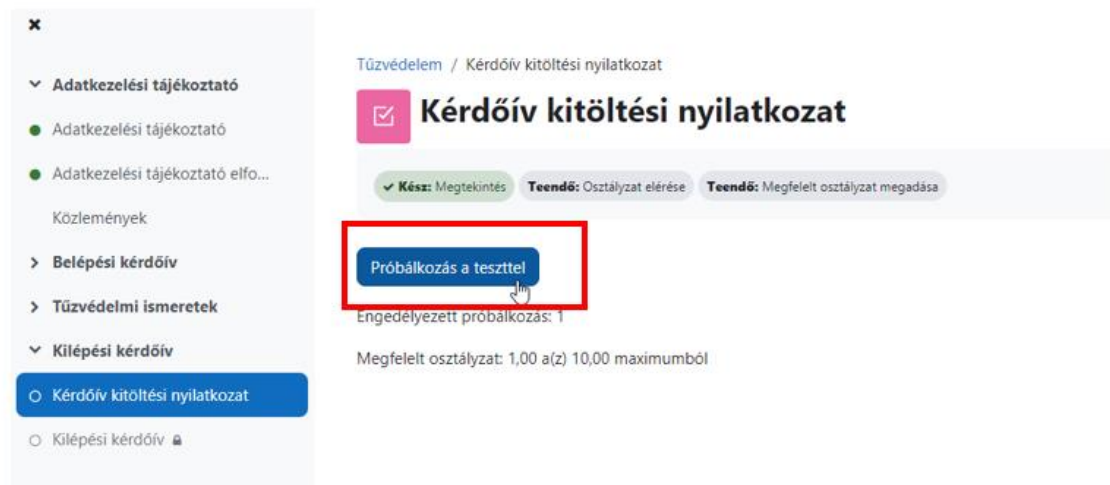 Adatkezelési tájékoztató
Adatkezelési tájékoztató
Adatkezelési tájékoztató elfo...
Közlemények
Belépési kérdőív
Tűzvédelmi ismeretek
Kilépési kérdőív
Kérdőív kitöltési nyilatkozat
Kilépési kérdőív
Tűzvédelem / Kérdőív kitöltési nyilatkozat
Kérdőív kitöltési nyilatkozat
Kész: Megtekintés Teendő: Osztályzat elérése Teendő: Megfelelt osztályzat megadása
Próbálkozás a teszttel
Engedélyezett próbálkozás: 1
Megfelelt osztályzat: 1,00 a(z) 10,00 maximumból